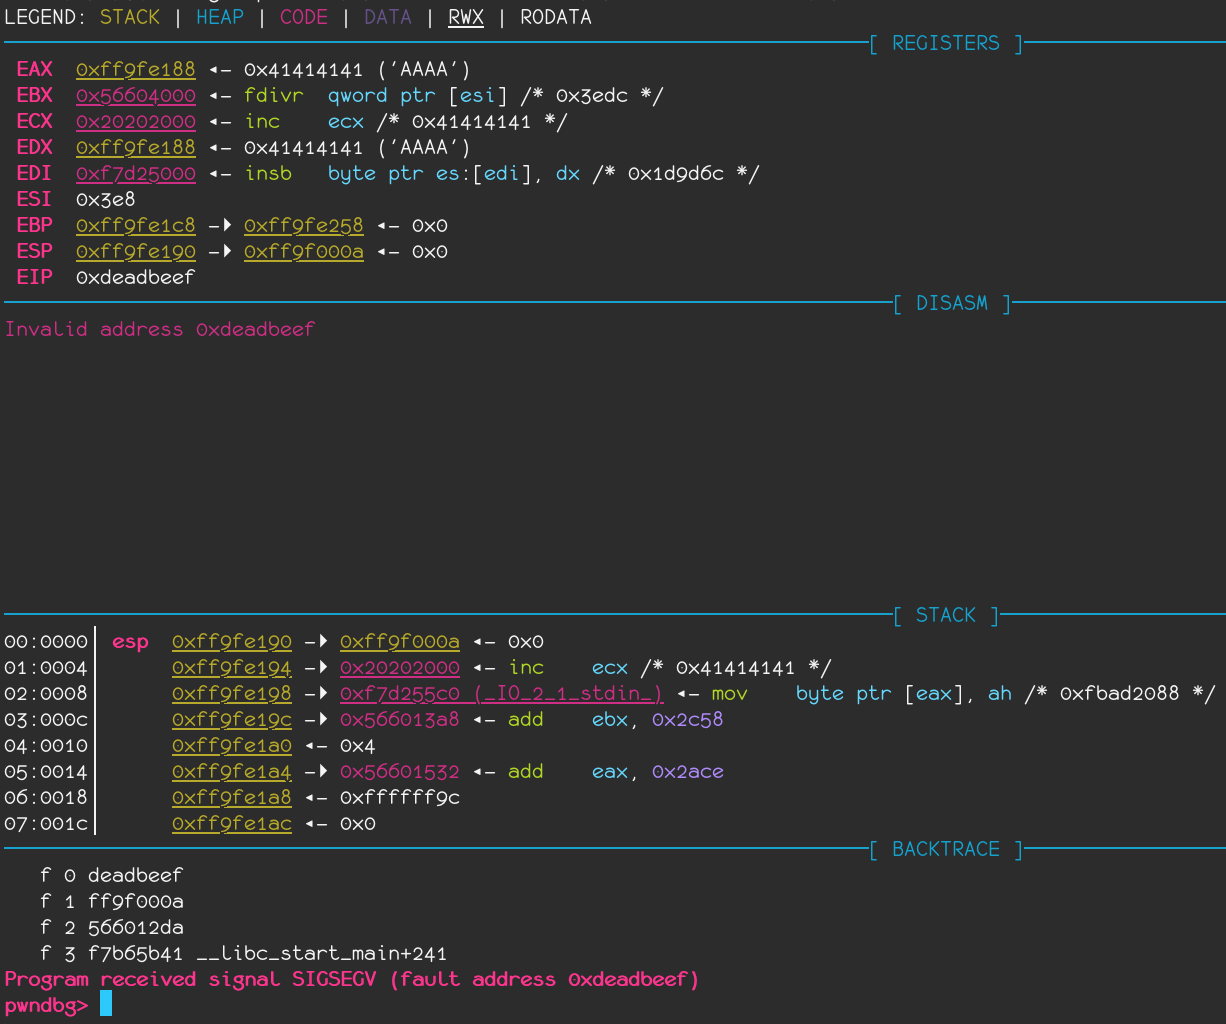 LEGEND: STACK | HEAP | CODE | DATA | RWX | RODATA
[ REGISTERS ]
EAX  0xff9fe188 ◂— 0x41414141 ('AAAA')
EBX  0x56604000 ◂— fdivr  qword ptr [esi] /* 0x3edc */
ECX  0x20202000 ◂— inc    ecx /* 0x41414141 */
EDX  0xff9fe188 ◂— 0x41414141 ('AAAA')
EDI  0xf7d25000 ◂— insb   byte ptr es:[edi], dx /* 0x1d9d6c */
ESI  0x3e8
EBP  0xff9fe1c8 —▸ 0xff9fe258 ◂— 0x0
ESP  0xff9fe190 —▸ 0xff9f000a ◂— 0x0
EIP  0xdeadbeef
[ DISASM ]
Invalid address 0xdeadbeef
[ STACK ]
00:0000│ esp  0xff9fe190 —▸ 0xff9f000a ◂— 0x0
01:0004│      0xff9fe194 —▸ 0x20202000 ◂— inc    ecx /* 0x41414141 */
02:0008│      0xff9fe198 —▸ 0xf7d255c0 (_IO_2_1_stdin_) ◂— mov    byte ptr [eax], ah /* 0xfbad2088 */
03:000c│      0xff9fe19c —▸ 0x566013a8 ◂— add    ebx, 0x2c58
04:0010│      0xff9fe1a0 ◂— 0x4
05:0014│      0xff9fe1a4 —▸ 0x56601532 ◂— add    eax, 0x2ace
06:0018│      0xff9fe1a8 ◂— 0xffffff9c
07:001c│      0xff9fe1ac ◂— 0x0
[ BACKTRACE ]
f 0 deadbeef
f 1 ff9f000a
f 2 566012da
f 3 f7b65b41 __libc_start_main+241
Program received signal SIGSEGV (fault address 0xdeadbeef)
pwndbg>